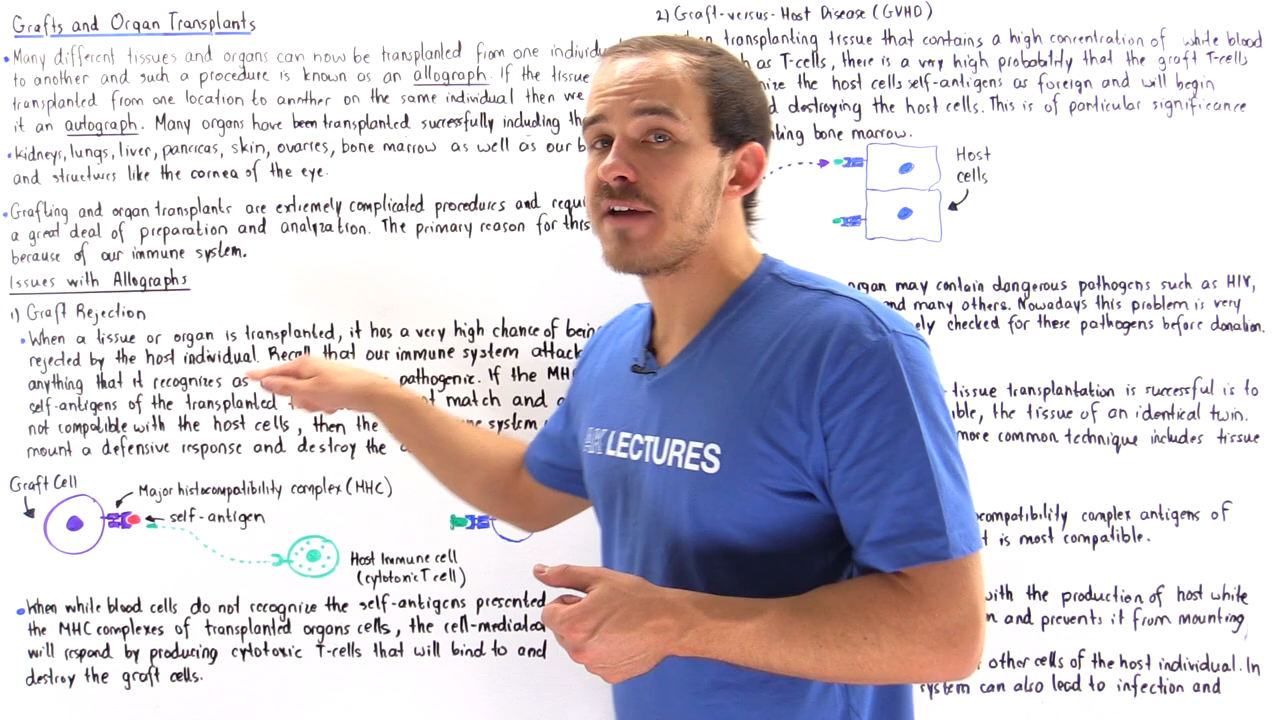 Grafts and Organ Transplants
• Many different tissues and organs can now be transplanted from one
to another and such a procedure is known as an allograph. If the tissue
transplanted from one location to another on the same individual then we
it an autograph. Many organs have been transplanted successfully including
• kidneys, lungs, liver, pancreas, skin, ovaries, bone marrow as well as our
and structures like the cornea of the eye.
• Grafting and organ transplants are extremely complicated procedures and
a great deal of preparation and analyzation. The primary reason for this
because of our immune system.
Issues with Allographs
1) Graft Rejection
• When a tissue or organ is transplanted, it has a very high chance of being
rejected by the host individual. Recall that our immune system
anything that it recognizes as pathogenic. If the
self-antigens of the transplanted match and
not compatible with the host cells, then the system
mount a defensive response and destroy the
Graft Cell
Major histocompatibility complex (MHC)
self-antigen
Host Immune cell
(cytotoxic T cell)
• When white blood cells do not recognize the self-antigens presented
the MHC complexes of transplanted organs cells, the cell-mediated
will respond by producing cytotoxic T-cells that will bind to and
destroy the graft cells.
2) Graft-versus-Host Disease (GVHD)
transplanting tissue that contains a high concentration of white blood
as T-cells, there is a very high probability that the graft T-cells
the host cells self-antigens as foreign and will begin
destroying the host cells. This is of particular significance
bone marrow.
Host
cells
organ may contain dangerous pathogens such as HIV,
and many others. Nowadays this problem is very
checked for these pathogens before donation.
tissue transplantation is successful is to
the tissue of an identical twin.
more common technique includes tissue
complex antigens of
is most compatible.
with the production of host white
and prevents it from mounting
other cells of the host individual. In
system can also lead to infection and
AK LECTURES